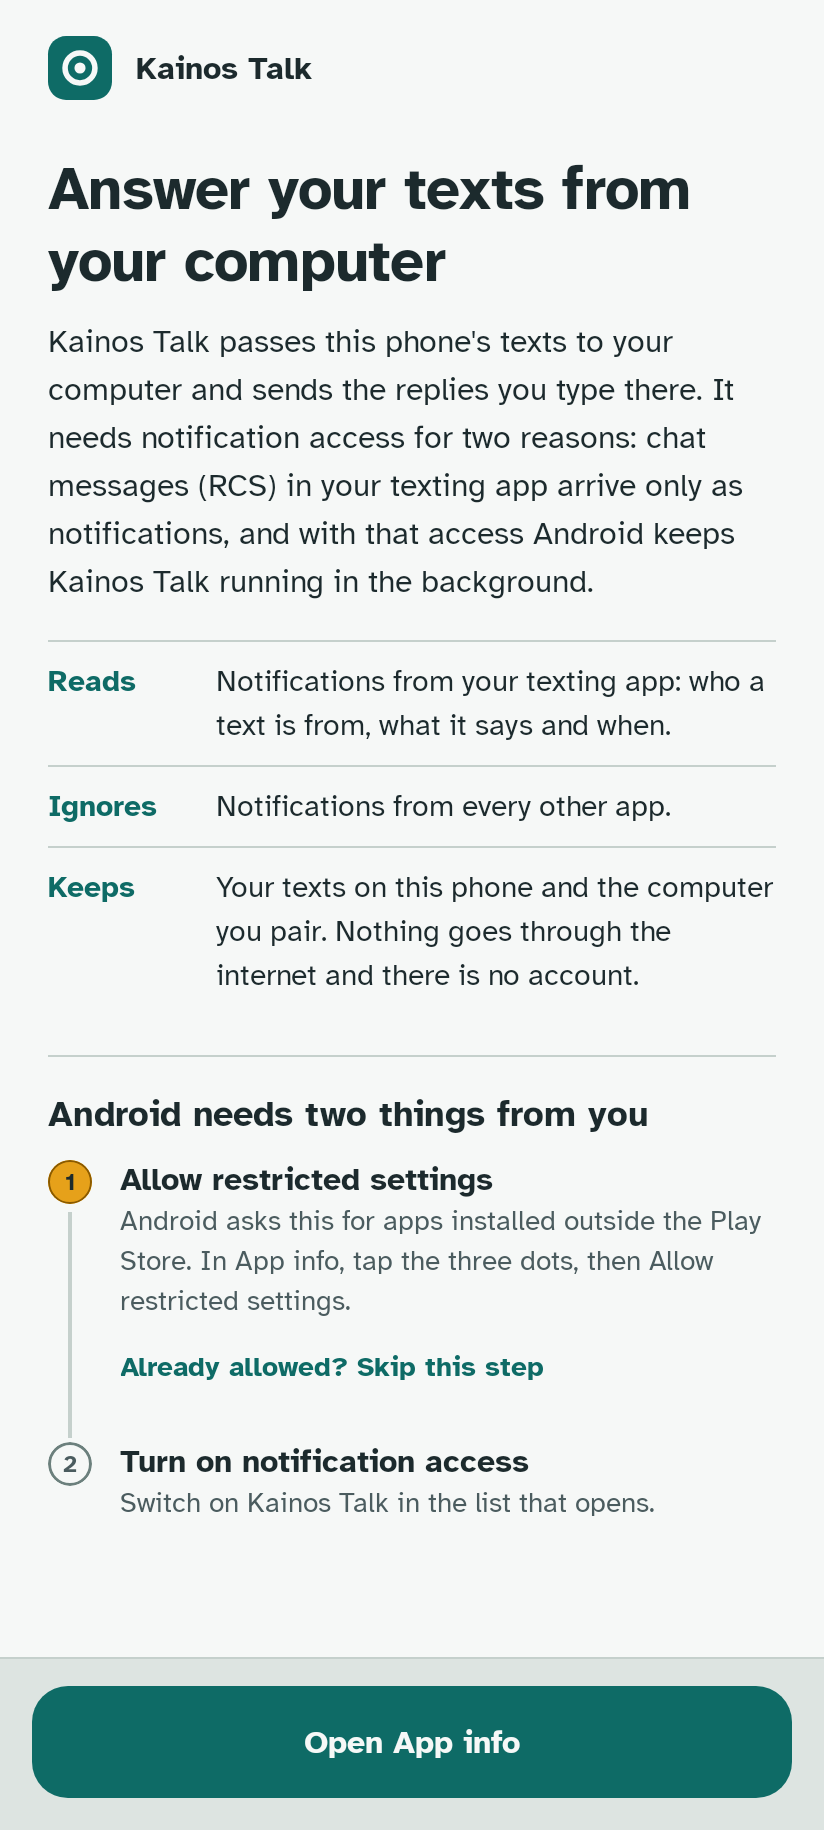 Kainos Talk
Answer your texts from
your computer
Kainos Talk passes this phone's texts to your
computer and sends the replies you type there. It
needs notification access for two reasons: chat
messages (RCS) in your texting app arrive only as
notifications, and with that access Android keeps
Kainos Talk running in the background.
Reads Notifications from your texting app: who a
text is from, what it says and when.
Ignores Notifications from every other app.
Keeps Your texts on this phone and the computer
you pair. Nothing goes through the
internet and there is no account.
Android needs two things from you
1 Allow restricted settings
Android asks this for apps installed outside the Play
Store. In App info, tap the three dots, then Allow
restricted settings.
Already allowed? Skip this step
2 Turn on notification access
Switch on Kainos Talk in the list that opens.
Open App info